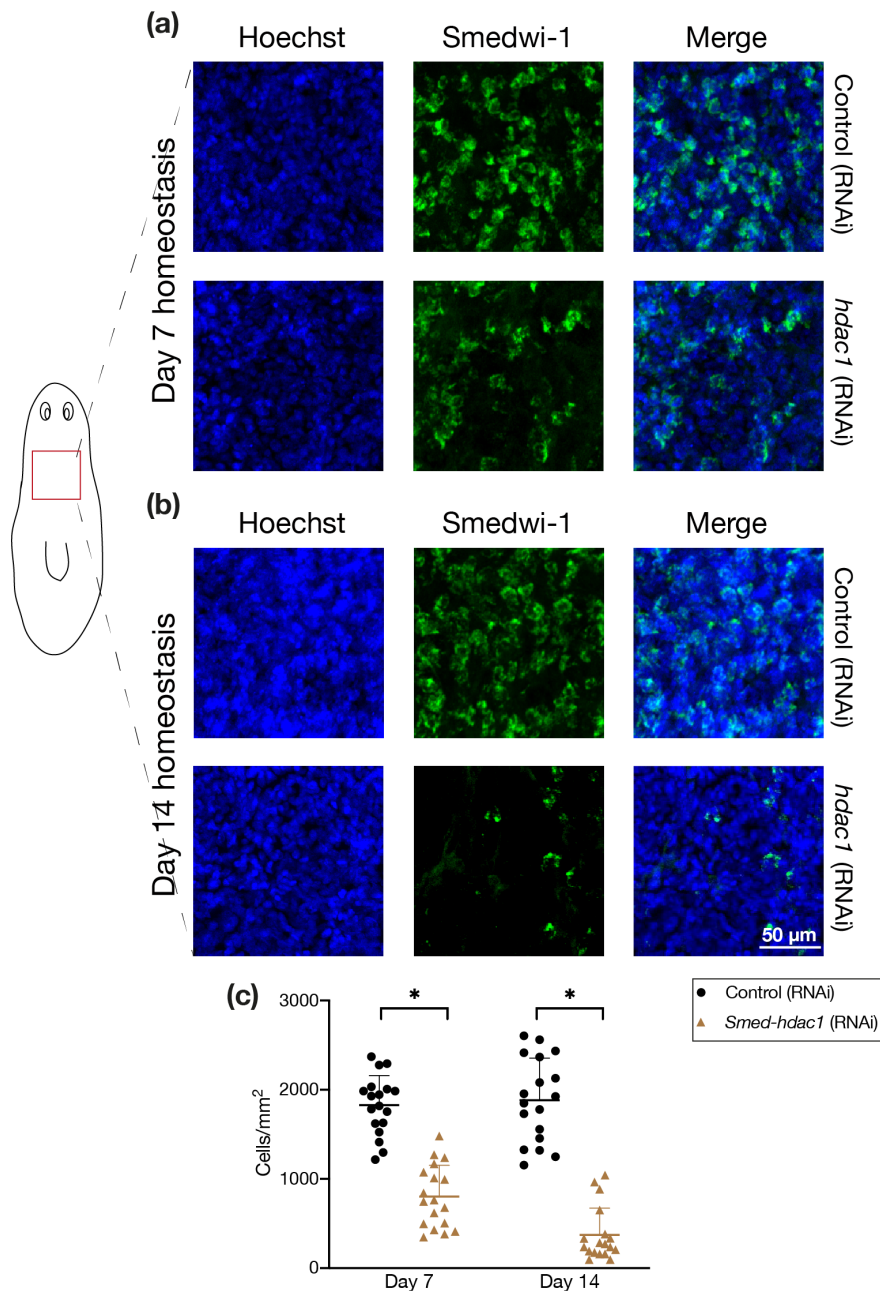 (a)
Hoechst Smedwi-1 Merge
Day 7 homeostasis
Control (RNAi)
hdac1 (RNAi)
(b)
Hoechst Smedwi-1 Merge
Day 14 homeostasis
Control (RNAi)
hdac1 (RNAi)
50 µm
(c)
Control (RNAi)
Smed-hdac1 (RNAi)
Cells/mm²
3000
2000
1000
0
* *
Day 7 Day 14